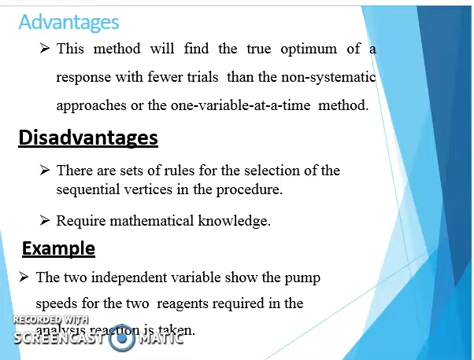 Advantages
➢ This method will find the true optimum of a
response with fewer trials than the non-systematic
approaches or the one-variable-at-a-time method.
Disadvantages
➢ There are sets of rules for the selection of the
sequential vertices in the procedure.
➢ Require mathematical knowledge.
Example
➢ The two independent variable show the pump
speeds for the two reagents required in the
analysis reaction is taken.
RECORDED WITH
SCREENCAST MATIC